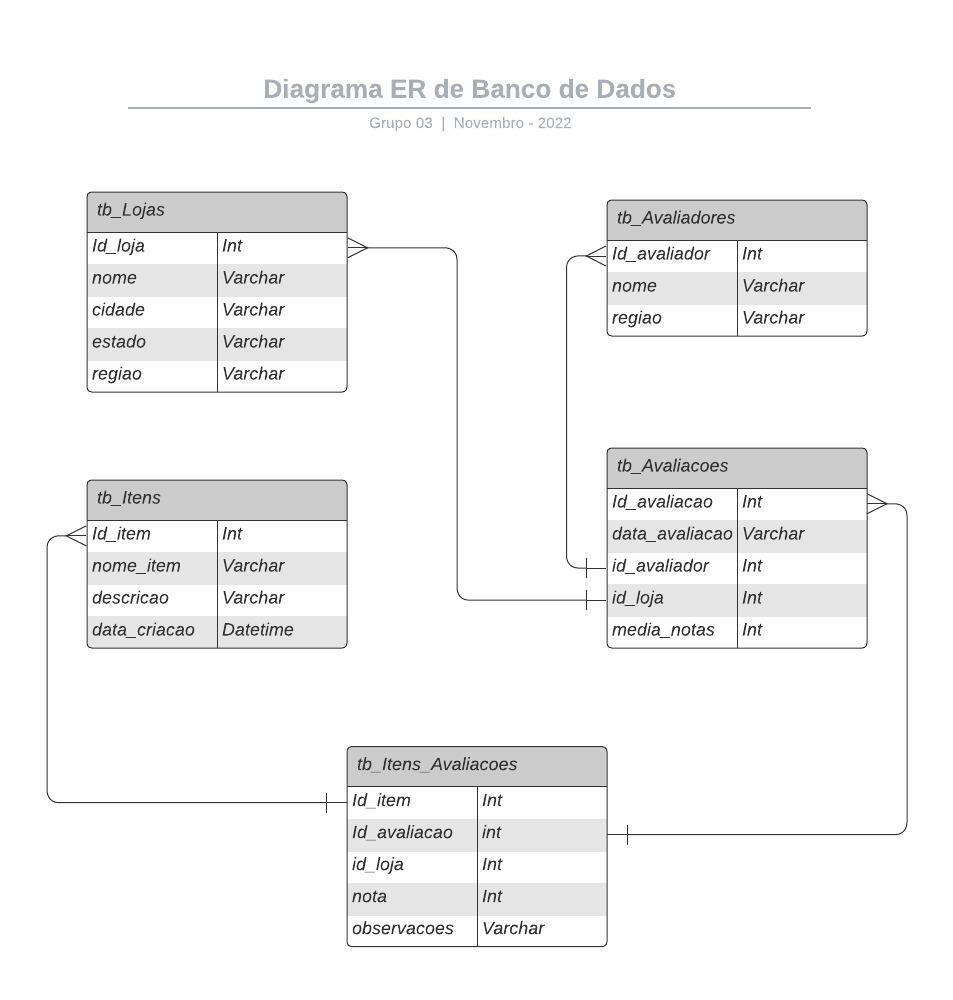 Diagrama ER de Banco de Dados
Grupo 03 | Novembro - 2022
tb_Lojas
Id_loja Int
nome Varchar
cidade Varchar
estado Varchar
regiao Varchar
tb_Avaliadores
Id_avaliador Int
nome Varchar
regiao Varchar
tb_Itens
Id_item Int
nome_item Varchar
descricao Varchar
data_criacao Datetime
tb_Avaliacoes
Id_avaliacao Int
data_avaliacao Varchar
id_avaliador Int
id_loja Int
media_notas Int
tb_Itens_Avaliacoes
Id_item Int
Id_avaliacao int
id_loja Int
nota Int
observacoes Varchar